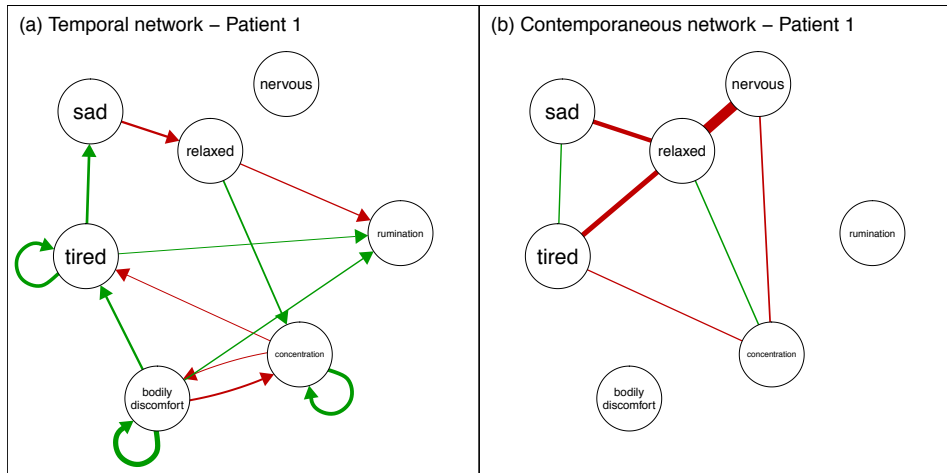 (a) Temporal network – Patient 1
nervous
sad
relaxed
rumination
tired
concentration
bodily
discomfort
(b) Contemporaneous network – Patient 1
nervous
sad
relaxed
rumination
tired
concentration
bodily
discomfort